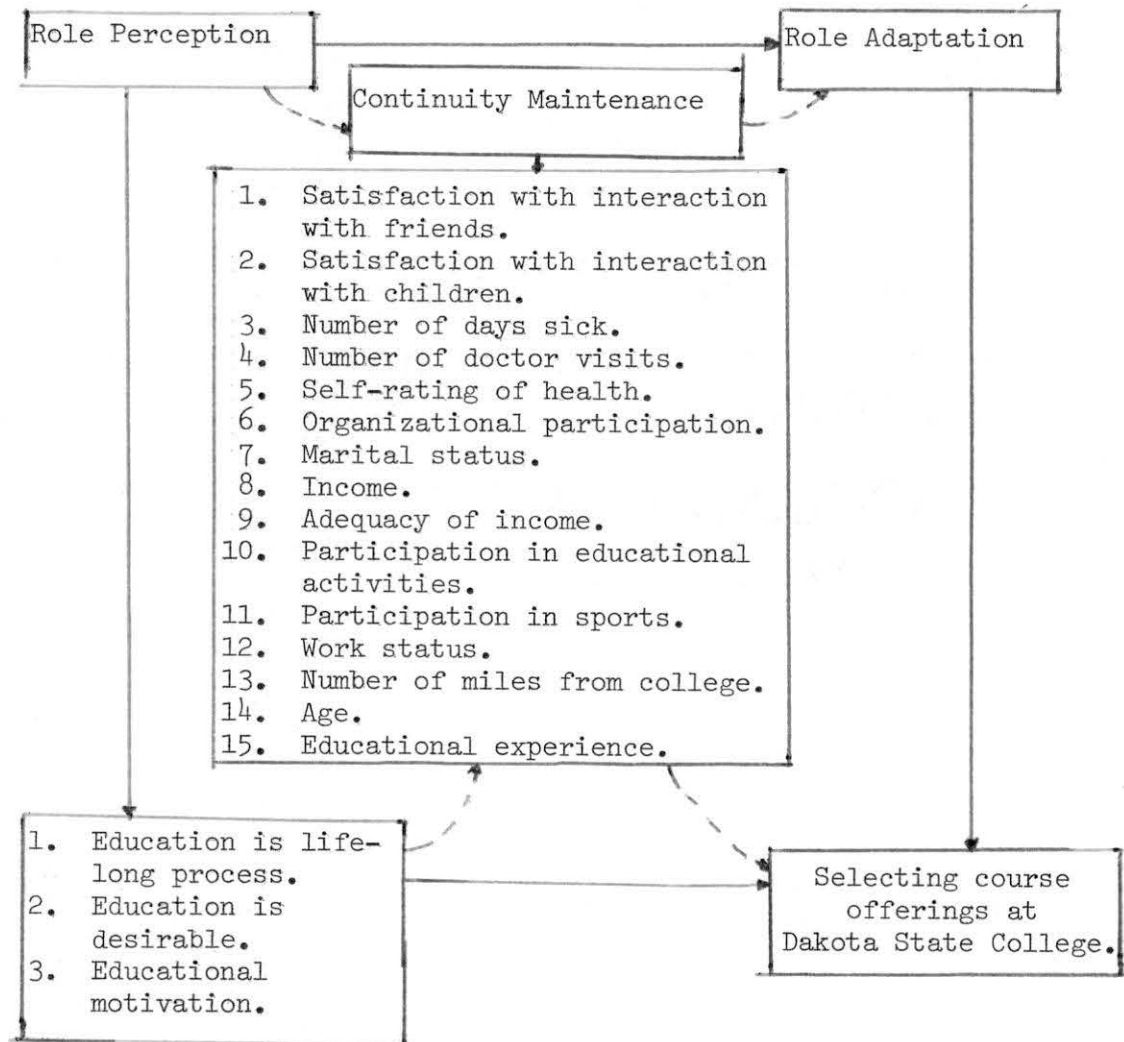 Role Perception
Role Adaptation
Continuity Maintenance
1. Satisfaction with interaction
with friends.
2. Satisfaction with interaction
with children.
3. Number of days sick.
4. Number of doctor visits.
5. Self-rating of health.
6. Organizational participation.
7. Marital status.
8. Income.
9. Adequacy of income.
10. Participation in educational
activities.
11. Participation in sports.
12. Work status.
13. Number of miles from college.
14. Age.
15. Educational experience.
1. Education is life-
long process.
2. Education is
desirable.
3. Educational
motivation.
Selecting course
offerings at
Dakota State College.